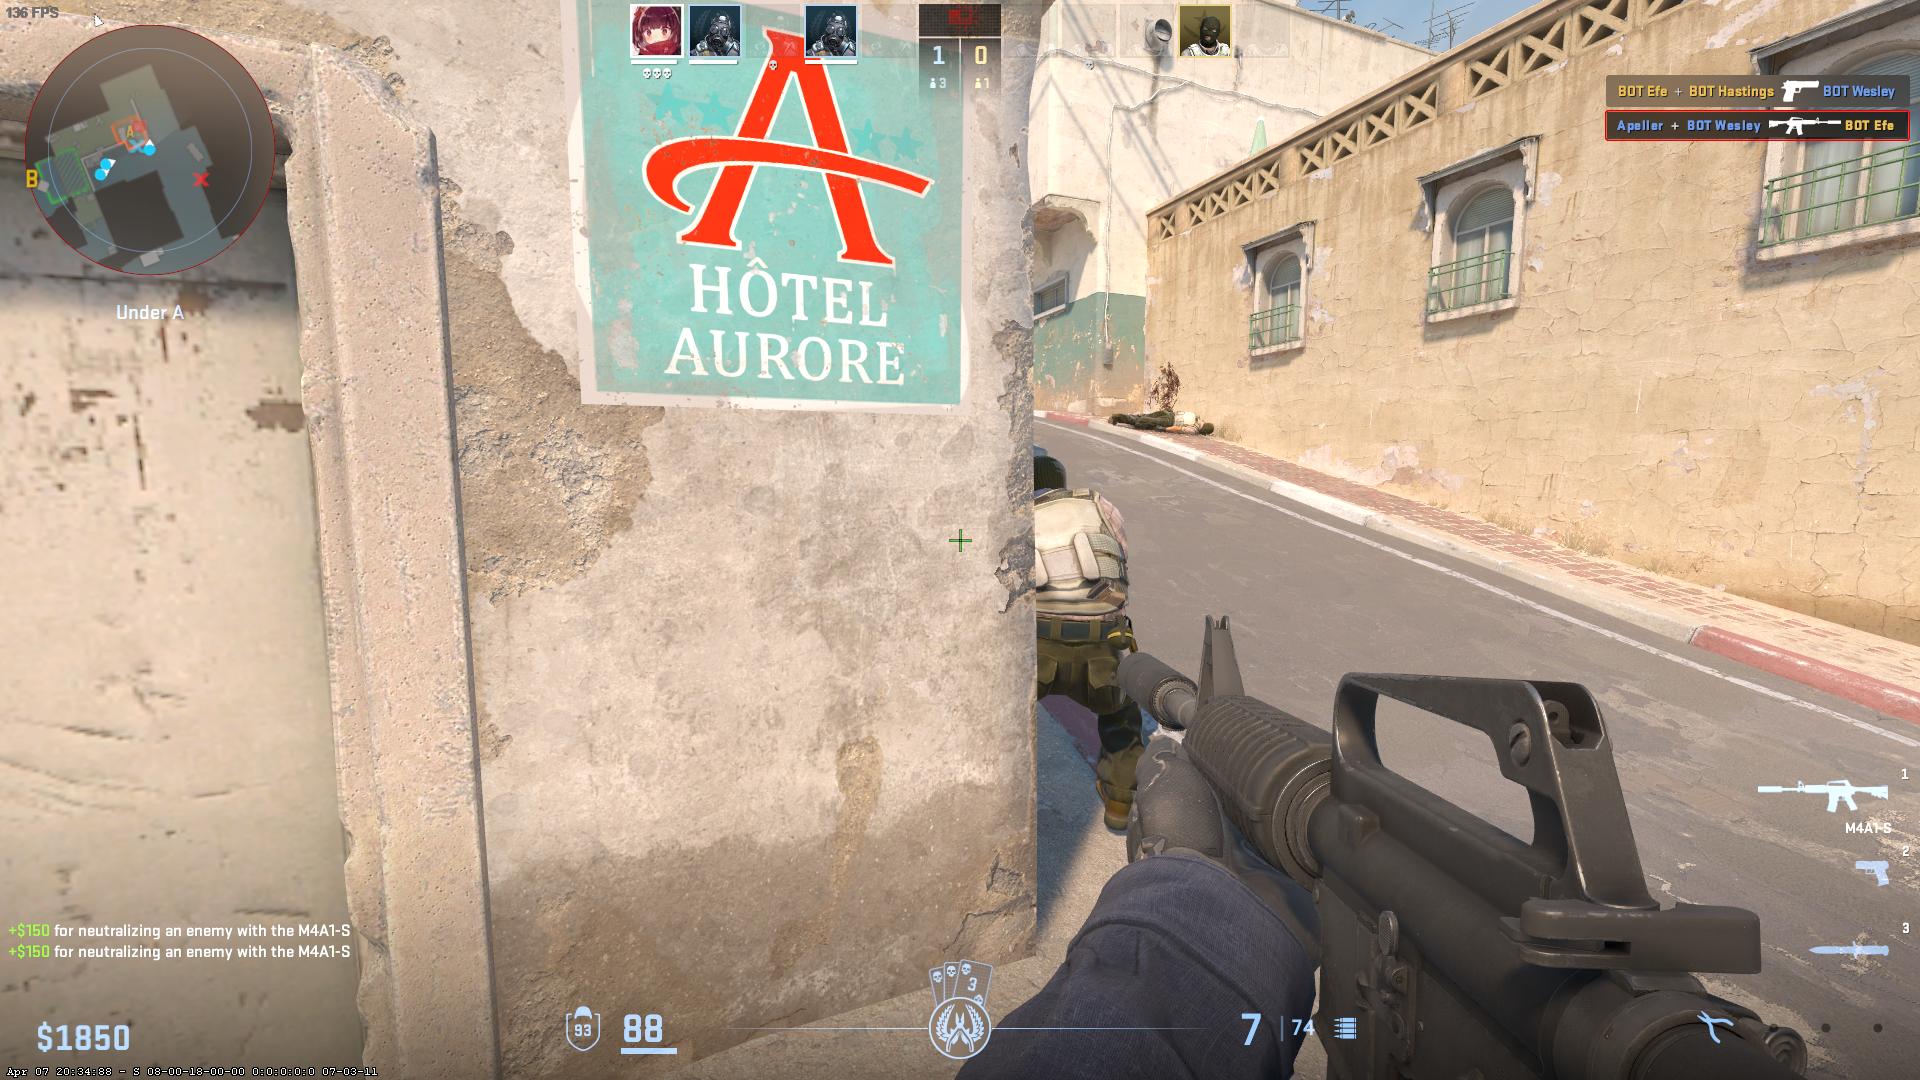 136 FPS
1 0
3 1
BOT Efe + BOT Hastings BOT Wesley
Apelier + BOT Wesley BOT Efe
A
B
Under A
A
HÔTEL
AURORE
1
M4A1-S
2
3
+$150 for neutralizing an enemy with the M4A1-S
+$150 for neutralizing an enemy with the M4A1-S
3
$1850
93 88
7 | 74
Apr 07 20:34:88 - S 08-00-18-00-00 0:0:0:0:0 07-03-11